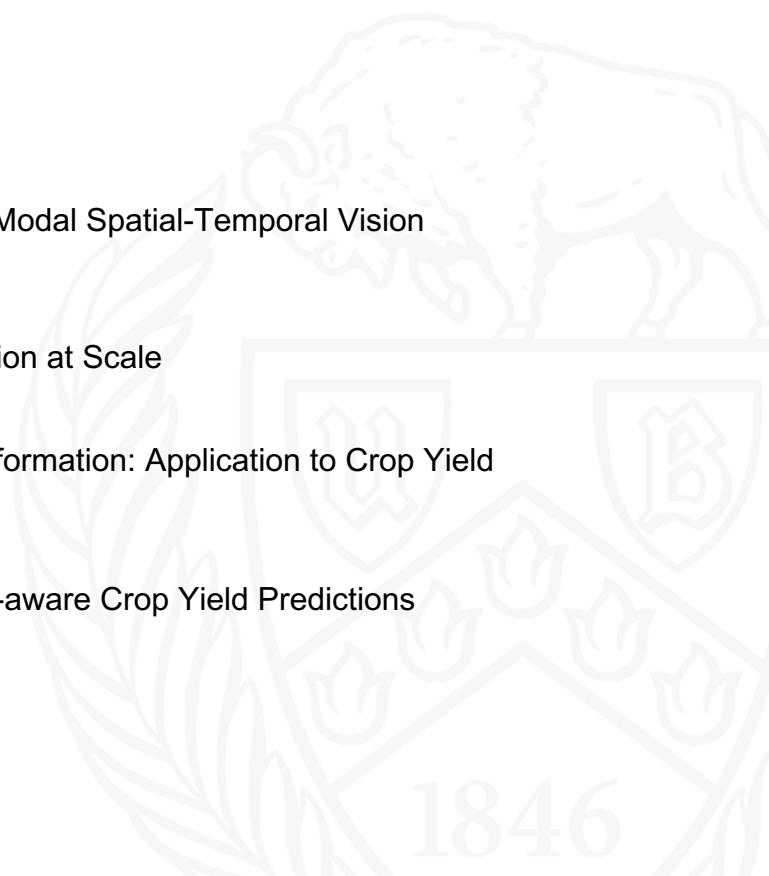 Modal Spatial-Temporal Vision
ion at Scale
formation: Application to Crop Yield
-aware Crop Yield Predictions
U B
1846